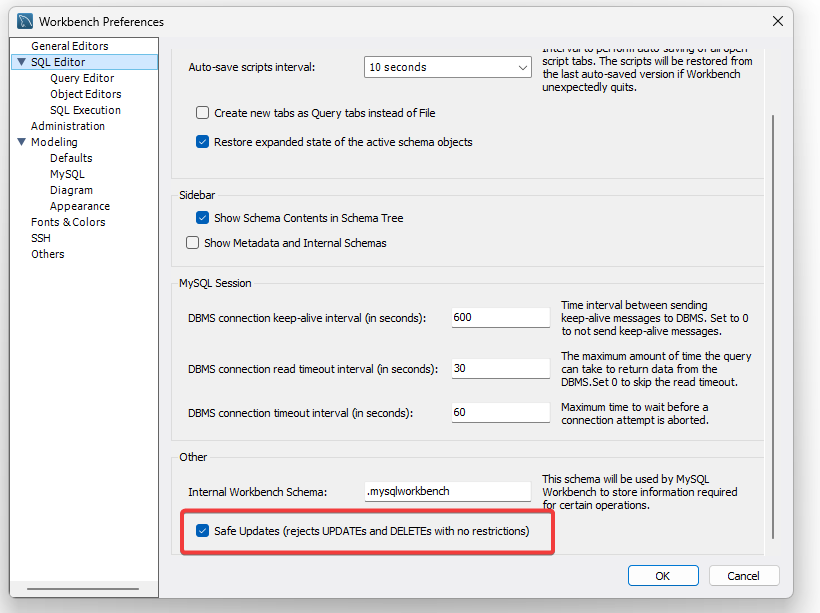 Workbench Preferences
General Editors
SQL Editor
Query Editor
Object Editors
SQL Execution
Administration
Modeling
Defaults
MySQL
Diagram
Appearance
Fonts & Colors
SSH
Others
Auto-save scripts interval:
10 seconds
Interval to perform auto-saving of all open
script tabs. The scripts will be restored from
the last auto-saved version if Workbench
unexpectedly quits.
Create new tabs as Query tabs instead of File
Restore expanded state of the active schema objects
Sidebar
Show Schema Contents in Schema Tree
Show Metadata and Internal Schemas
MySQL Session
DBMS connection keep-alive interval (in seconds):
600
Time interval between sending
keep-alive messages to DBMS. Set to 0
to not send keep-alive messages.
DBMS connection read timeout interval (in seconds):
30
The maximum amount of time the query
can take to return data from the
DBMS.Set 0 to skip the read timeout.
DBMS connection timeout interval (in seconds):
60
Maximum time to wait before a
connection attempt is aborted.
Other
Internal Workbench Schema:
.mysqlworkbench
This schema will be used by MySQL
Workbench to store information required
for certain operations.
Safe Updates (rejects UPDATEs and DELETEs with no restrictions)
OK
Cancel